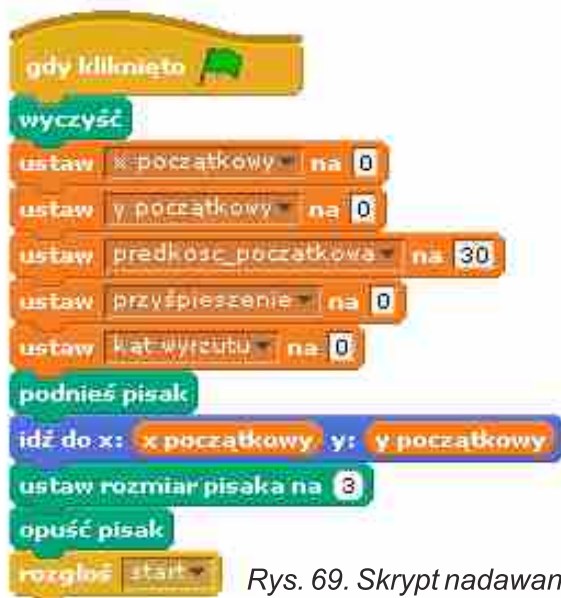 gdy kliknięto
wyczyść
ustaw x początkowy na 0
ustaw y początkowy na 0
ustaw predkosc_poczatkowa na 30
ustaw przyśpieszenie na 0
ustaw kąt wyrzutu na 0
podnieś pisak
idź do x: x początkowy y: y początkowy
ustaw rozmiar pisaka na 3
opuść pisak
rozgłoś start
Rys. 69. Skrypt nadawan